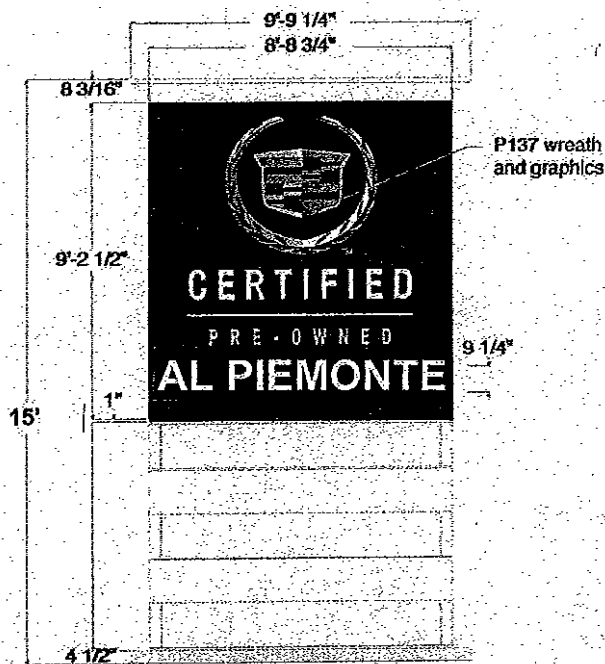 9'-9 1/4"
8'-8 3/4"
8 3/16"
P137 wreath
and graphics
9'-2 1/2"
CERTIFIED
PRE-OWNED
9 1/4"
AL PIEMONTE
1"
15'
4 1/2"